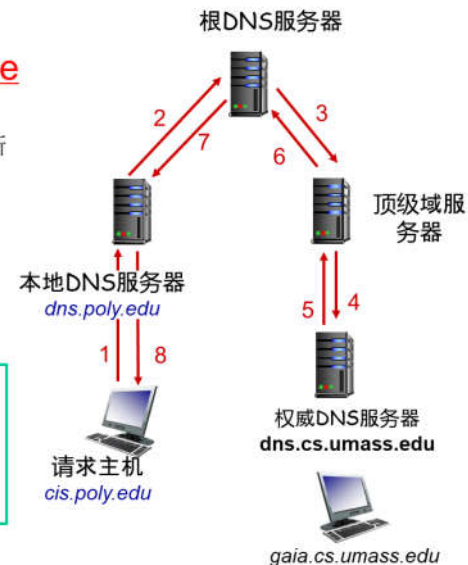 根DNS服务器
e
2
3
7
6
析
顶级域服
务器
本地DNS服务器
dns.poly.edu
5
4
1
8
权威DNS服务器
dns.cs.umass.edu
请求主机
cis.poly.edu
gaia.cs.umass.edu